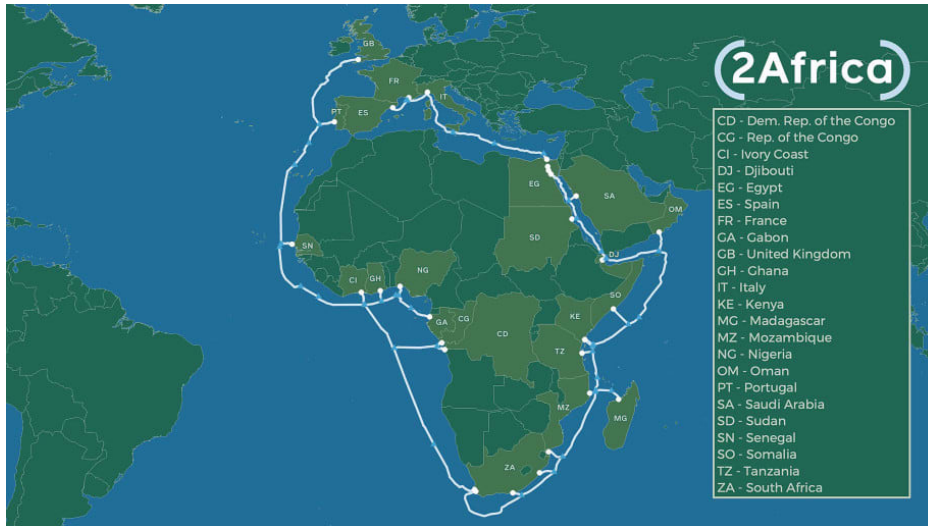 (2Africa)
CD - Dem. Rep. of the Congo
CG - Rep. of the Congo
CI - Ivory Coast
DJ - Djibouti
EG - Egypt
ES - Spain
FR - France
GA - Gabon
GB - United Kingdom
GH - Ghana
IT - Italy
KE - Kenya
MG - Madagascar
MZ - Mozambique
NG - Nigeria
OM - Oman
PT - Portugal
SA - Saudi Arabia
SD - Sudan
SN - Senegal
SO - Somalia
TZ - Tanzania
ZA - South Africa
GB
FR
IT
PT
ES
EG
SA
OM
SN
SD
DJ
NG
CI
GH
SO
GA
CG
CD
KE
TZ
MZ
MG
ZA